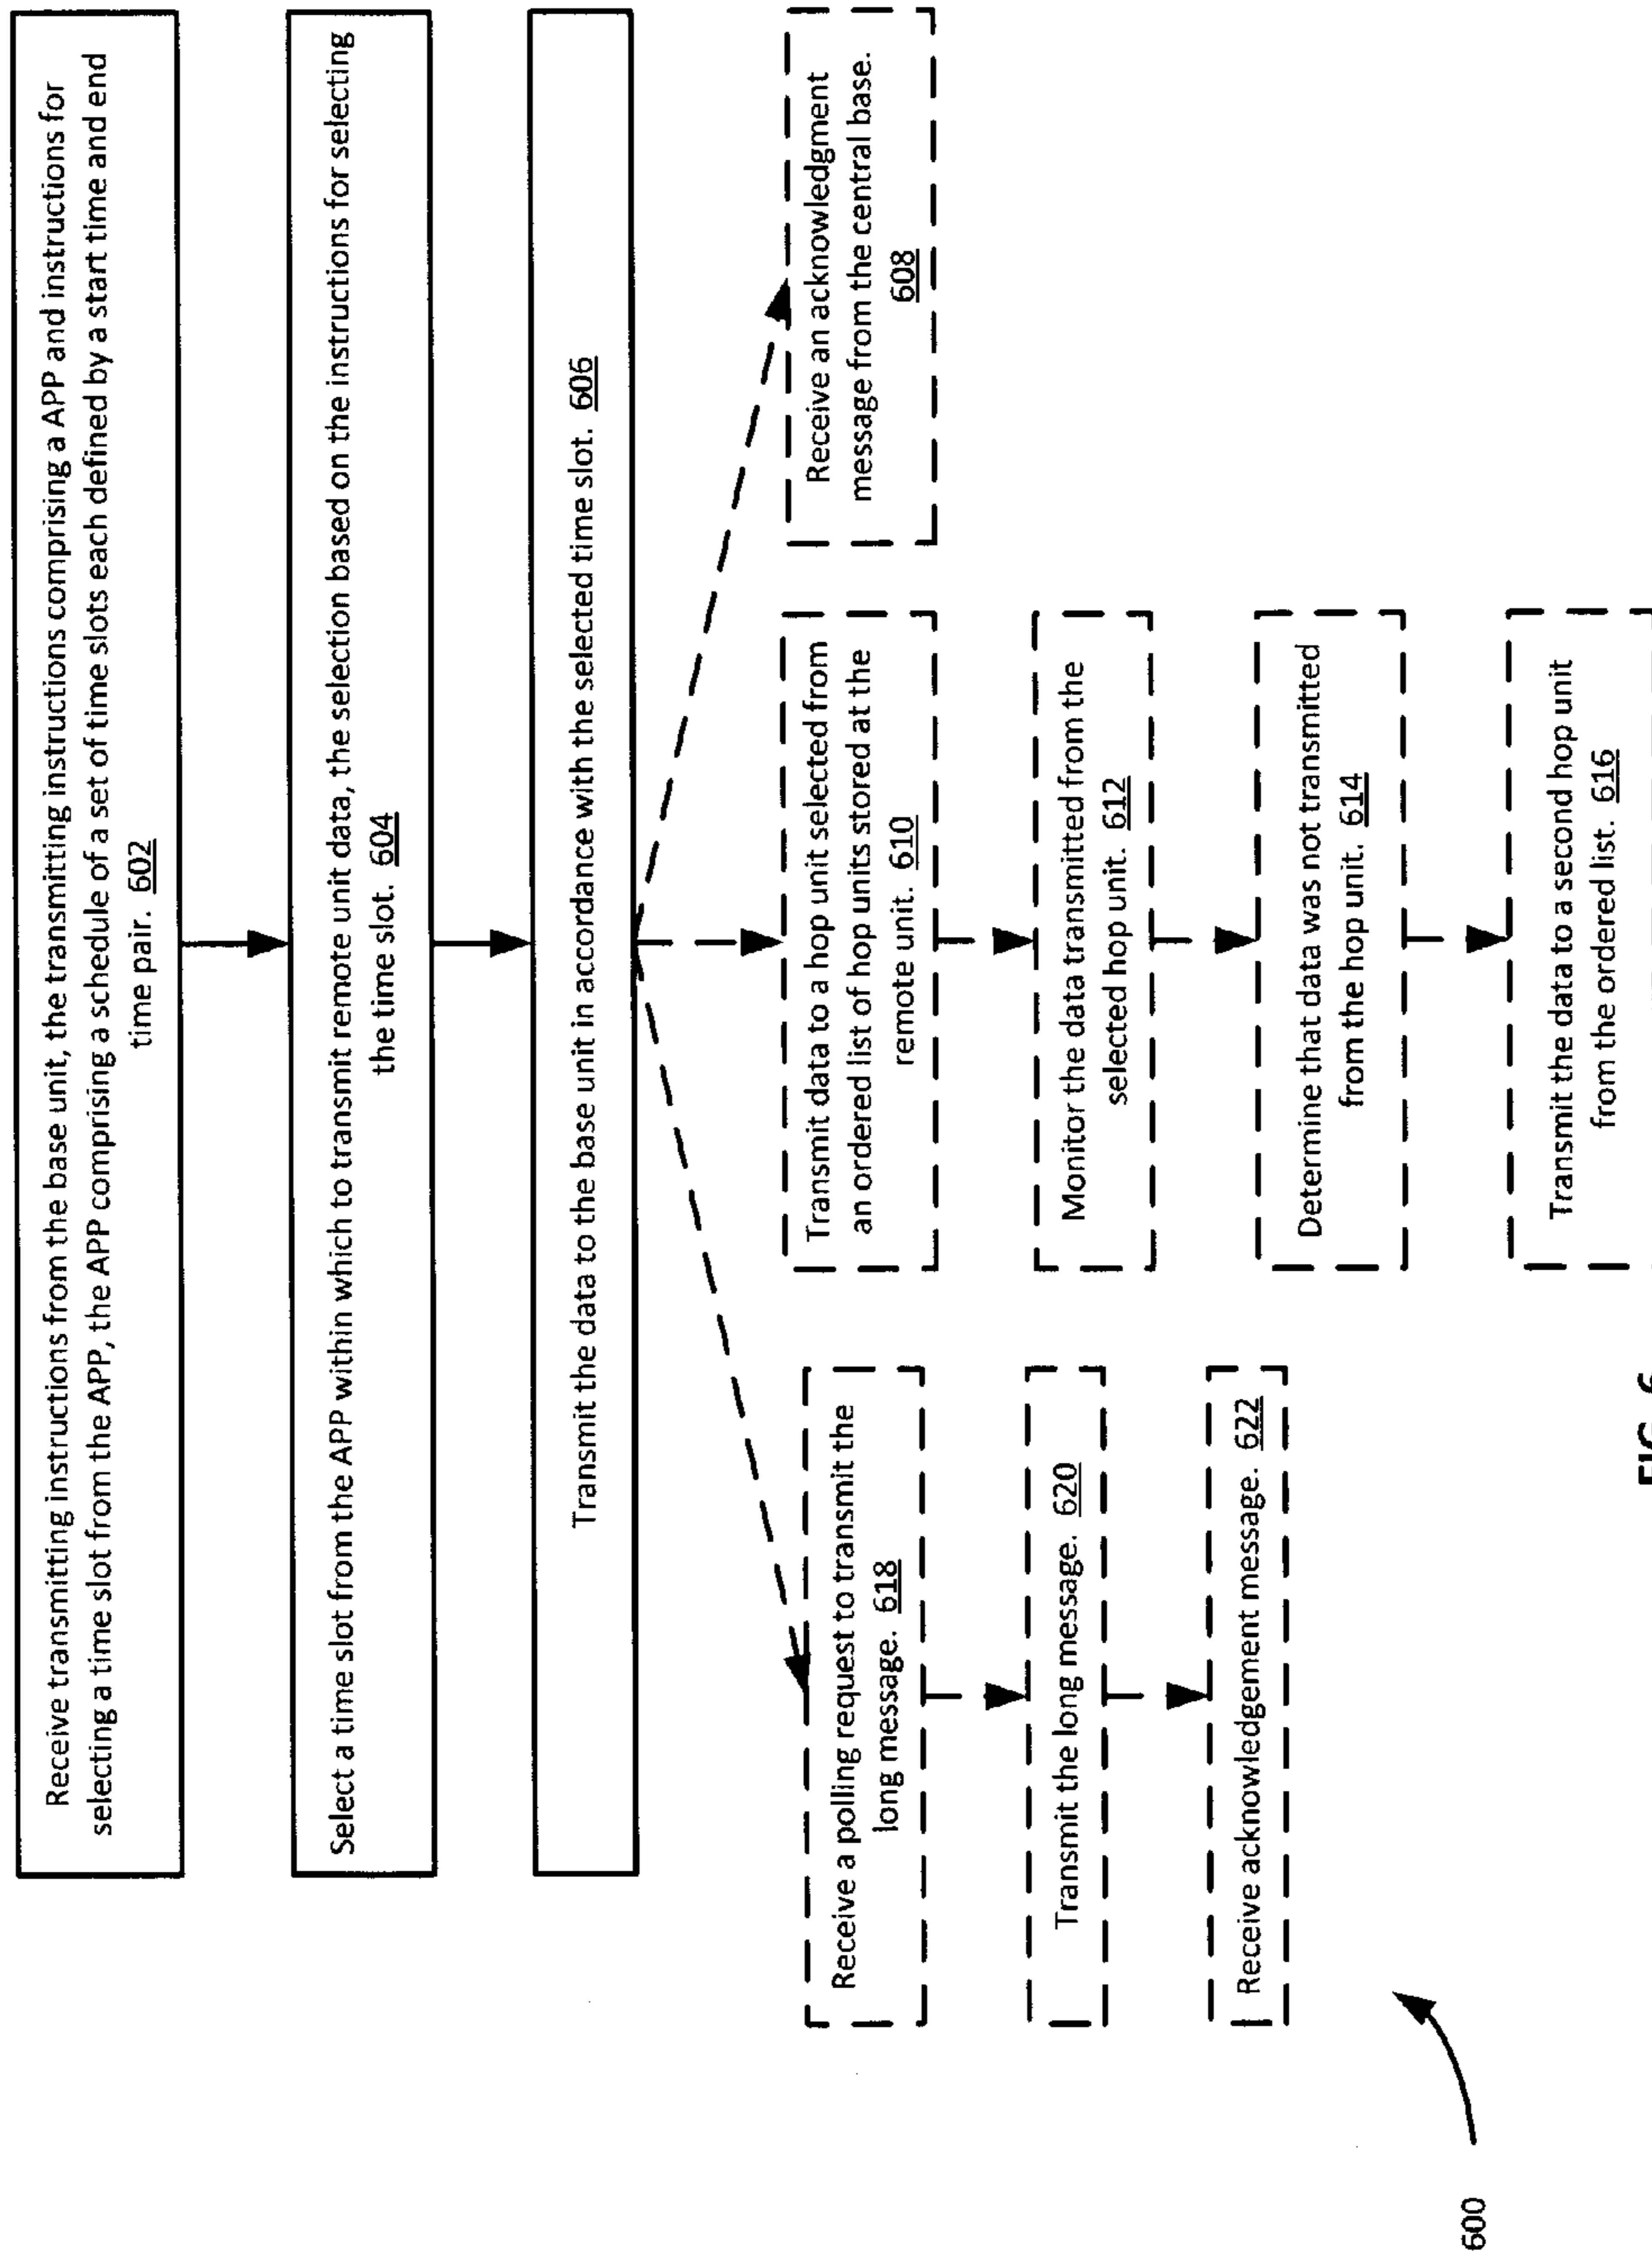 Receive transmitting instructions from the base unit, the transmitting instructions comprising a APP and instructions for
selecting a time slot from the APP, the APP comprising a schedule of a set of time slots each defined by a start time and end
time pair. 602
Select a time slot from the APP within which to transmit remote unit data, the selection based on the instructions for selecting
the time slot. 604
Transmit the data to the base unit in accordance with the selected time slot. 606
Receive a polling request to transmit the
long message. 618
Transmit the long message. 620
Receive acknowledgement message. 622
Transmit data to a hop unit selected from
an ordered list of hop units stored at the
remote unit. 610
Monitor the data transmitted from the
selected hop unit. 612
Determine that data was not transmitted
from the hop unit. 614
Transmit the data to a second hop unit
from the ordered list. 616
Receive an acknowledgment
message from the central base.
608
600
FIG. 6